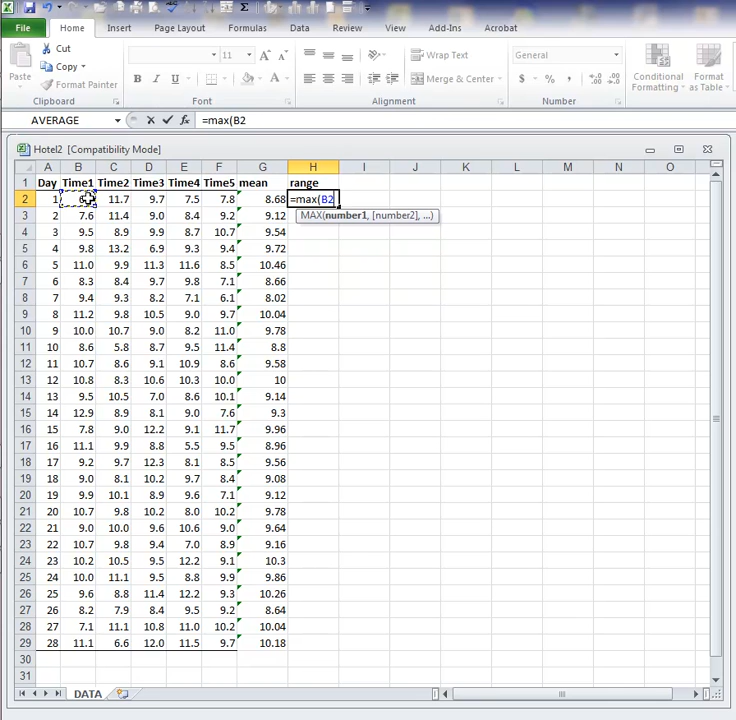 File Home Insert Page Layout Formulas Data Review View Add-Ins Acrobat
Cut
Copy
Format Painter
Paste
11 A A
B I U
Wrap Text
Merge & Center
General
$ % ,
Conditional Formatting
Format as Table
Clipboard Font Alignment Number
AVERAGE fx =max(B2
Hotel2 [Compatibility Mode]
A B C D E F G H I J K L M N O
1 Day Time1 Time2 Time3 Time4 Time5 mean range
2 1 11.7 9.7 7.5 7.8 8.68 =max(B2
MAX(number1, [number2], ...)
3 2 7.6 11.4 9.0 8.4 9.2 9.12
4 3 9.5 8.9 9.9 8.7 10.7 9.54
5 4 9.8 13.2 6.9 9.3 9.4 9.72
6 5 11.0 9.9 11.3 11.6 8.5 10.46
7 6 8.3 8.4 9.7 9.8 7.1 8.66
8 7 9.4 9.3 8.2 7.1 6.1 8.02
9 8 11.2 9.8 10.5 9.0 9.7 10.04
10 9 10.0 10.7 9.0 8.2 11.0 9.78
11 10 8.6 5.8 8.7 9.5 11.4 8.8
12 11 10.7 8.6 9.1 10.9 8.6 9.58
13 12 10.8 8.3 10.6 10.3 10.0 10
14 13 9.5 10.5 7.0 8.6 10.1 9.14
15 14 12.9 8.9 8.1 9.0 7.6 9.3
16 15 7.8 9.0 12.2 9.1 11.7 9.96
17 16 11.1 9.9 8.8 5.5 9.5 8.96
18 17 9.2 9.7 12.3 8.1 8.5 9.56
19 18 9.0 8.1 10.2 9.7 8.4 9.08
20 19 9.9 10.1 8.9 9.6 7.1 9.12
21 20 10.7 9.8 10.2 8.0 10.2 9.78
22 21 9.0 10.0 9.6 10.6 9.0 9.64
23 22 10.7 9.8 9.4 7.0 8.9 9.16
24 23 10.2 10.5 9.5 12.2 9.1 10.3
25 24 10.0 11.1 9.5 8.8 9.9 9.86
26 25 9.6 8.8 11.4 12.2 9.3 10.26
27 26 8.2 7.9 8.4 9.5 9.2 8.64
28 27 7.1 11.1 10.8 11.0 10.2 10.04
29 28 11.1 6.6 12.0 11.5 9.7 10.18
30
31
DATA